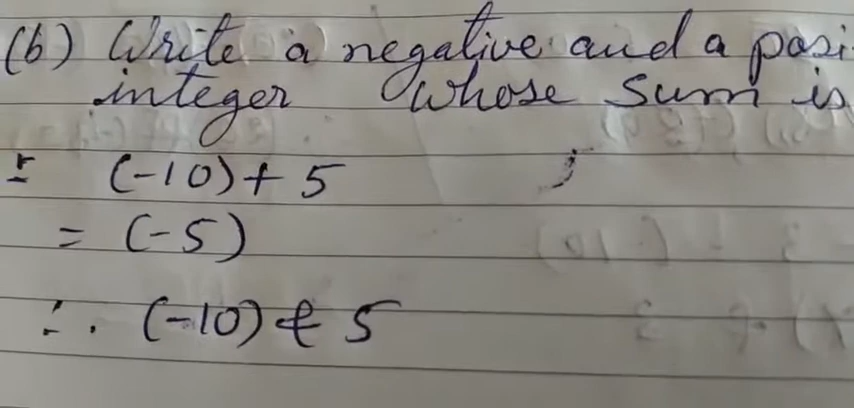 (b) Write a negative and a posi
integer whose sum is
(-10) + 5
= (-5)
∴ (-10) & 5